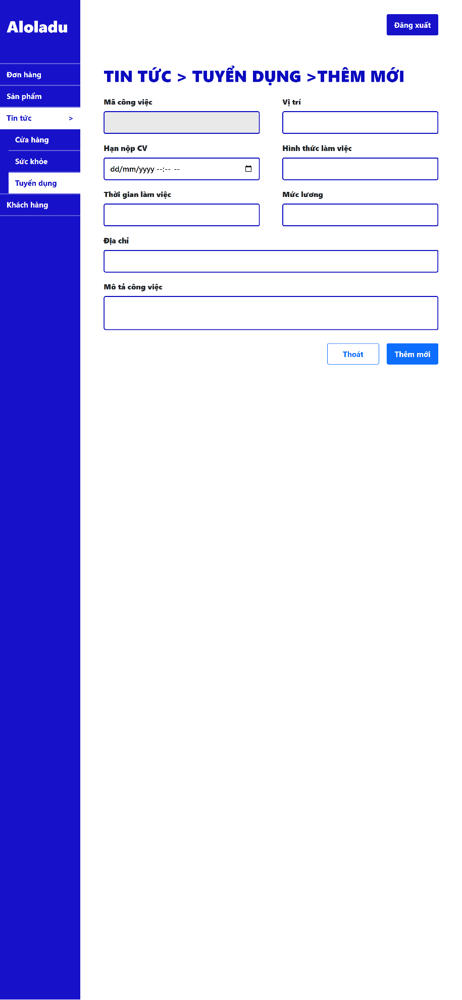 Aloladu
Đăng xuất
Đơn hàng
Sản phẩm
Tin tức >
Cửa hàng
Sức khỏe
Tuyển dụng
Khách hàng
TIN TỨC > TUYỂN DỤNG >THÊM MỚI
Mã công việc
Vị trí
Hạn nộp CV
Hình thức làm việc
dd/mm/yyyy --:-- --
Thời gian làm việc
Mức lương
Địa chỉ
Mô tả công việc
Thoát
Thêm mới